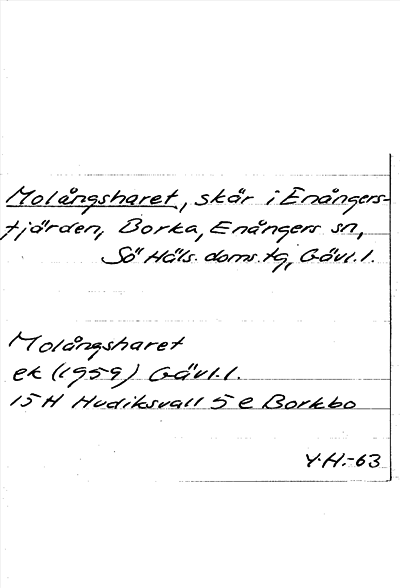 Molångsharet, skär i Enångers-
fjärden, Borka, Enångers sn,
Sö Häls. doms. tg, Gävl. l.
Molångsharet
ek (1959) Gävl. l.
15 H Hudiksvall 5 e Borkbo
Y.H.-63